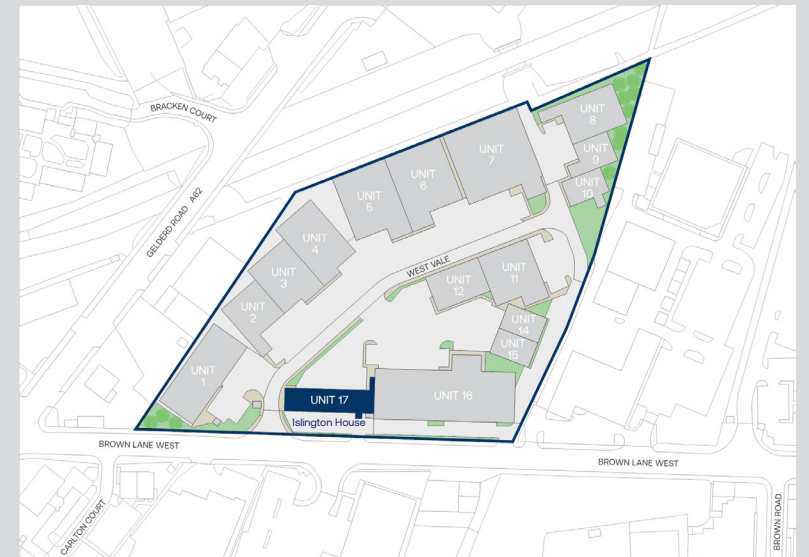 BRACKEN COURT
GELDERD ROAD A62
UNIT
8
UNIT
7
UNIT
9
UNIT
6
UNIT
10
UNIT
5
UNIT
4
WEST VALE
UNIT
11
UNIT
3
UNIT
12
UNIT
2
UNIT
14
UNIT
15
UNIT
1
UNIT 17
UNIT 16
Islington House
BROWN LANE WEST
BROWN LANE WEST
CARLTON COURT
BROWN ROAD